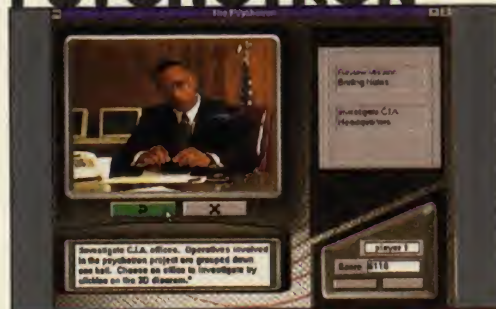 The Psychotron
Review Mission
Briefing Notes
Investigate C.I.A.
Headquarters
X
Investigate C.I.A. offices. Operatives involved
in the psychotron project are grouped down
one hall. Choose an office to investigate by
clicking on the 3D diagram."
player 1
Score 6110